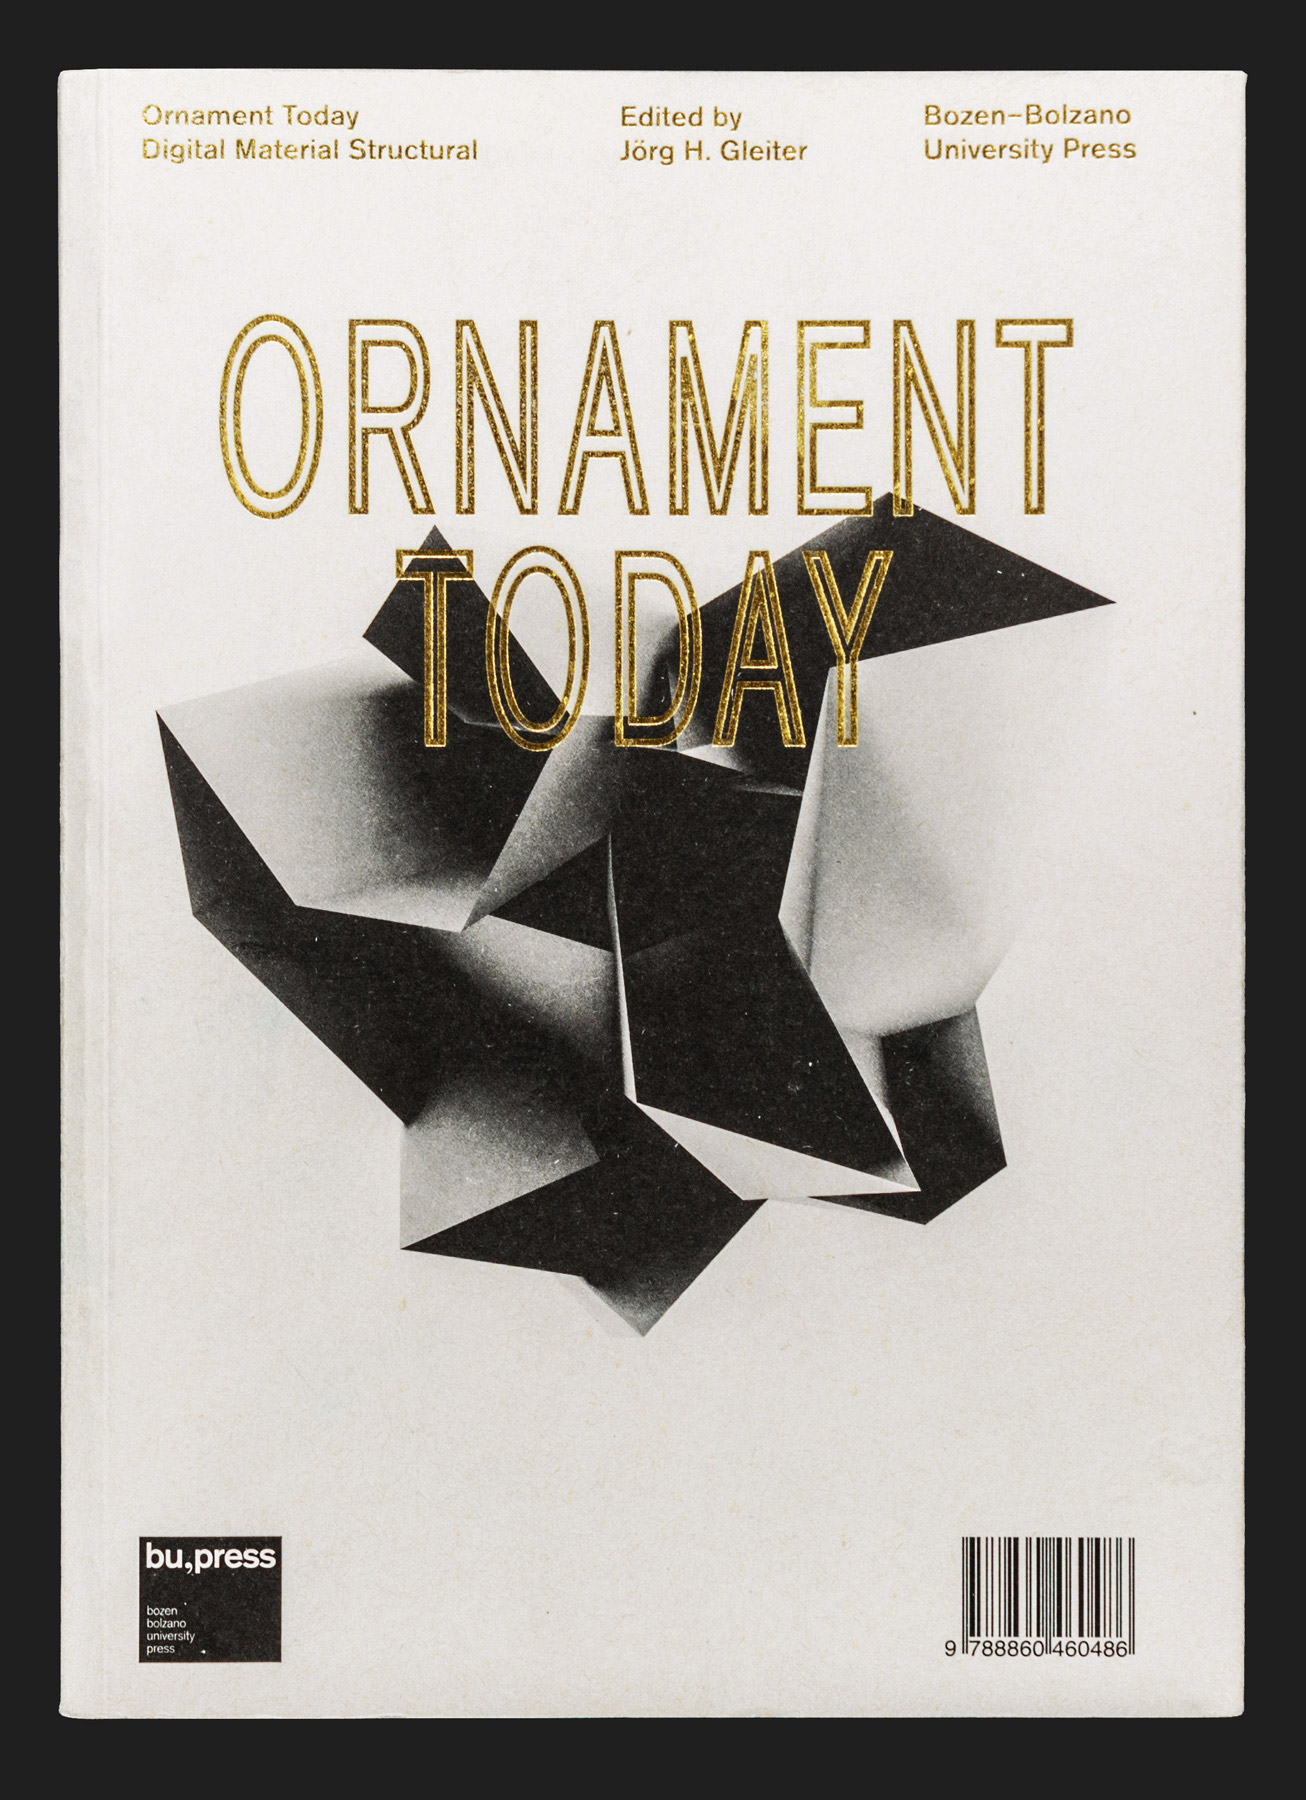 Ornament Today
Digital Material Structural
Edited by
Jörg H. Gleiter
Bozen–Bolzano
University Press
ORNAMENT
TODAY
bu,press
bozen
bolzano
university
press
9 788860 460486